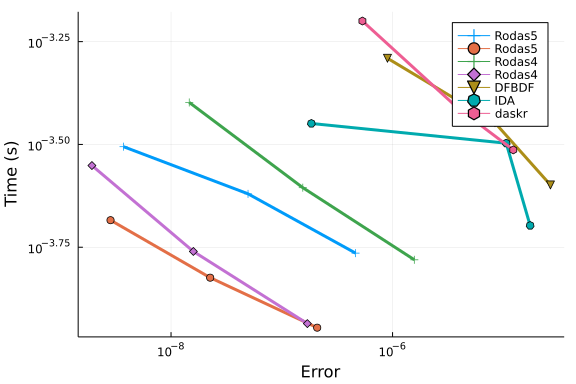 10^-3.25
10^-3.50
10^-3.75
Time (s)
10^-8
10^-6
Error
Rodas5
Rodas5
Rodas4
Rodas4
DFBDF
IDA
daskr